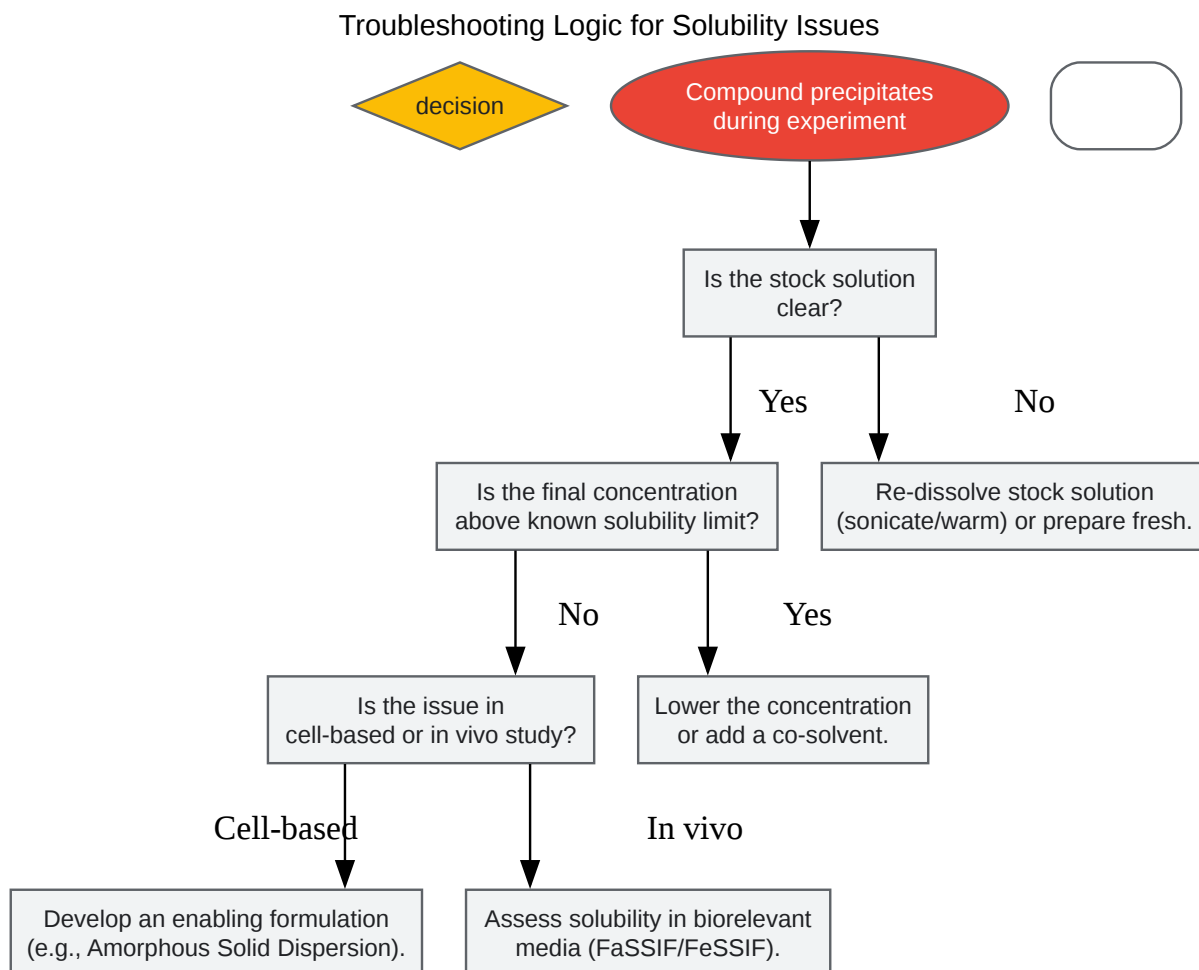 Troubleshooting Logic for Solubility Issues
decision
Compound precipitates
during experiment
Is the stock solution
clear?
Yes
No
Is the final concentration
above known solubility limit?
Re-dissolve stock solution
(sonicate/warm) or prepare fresh.
No
Yes
Is the issue in
cell-based or in vivo study?
Lower the concentration
or add a co-solvent.
Cell-based
In vivo
Develop an enabling formulation
(e.g., Amorphous Solid Dispersion).
Assess solubility in biorelevant
media (FaSSIF/FeSSIF).